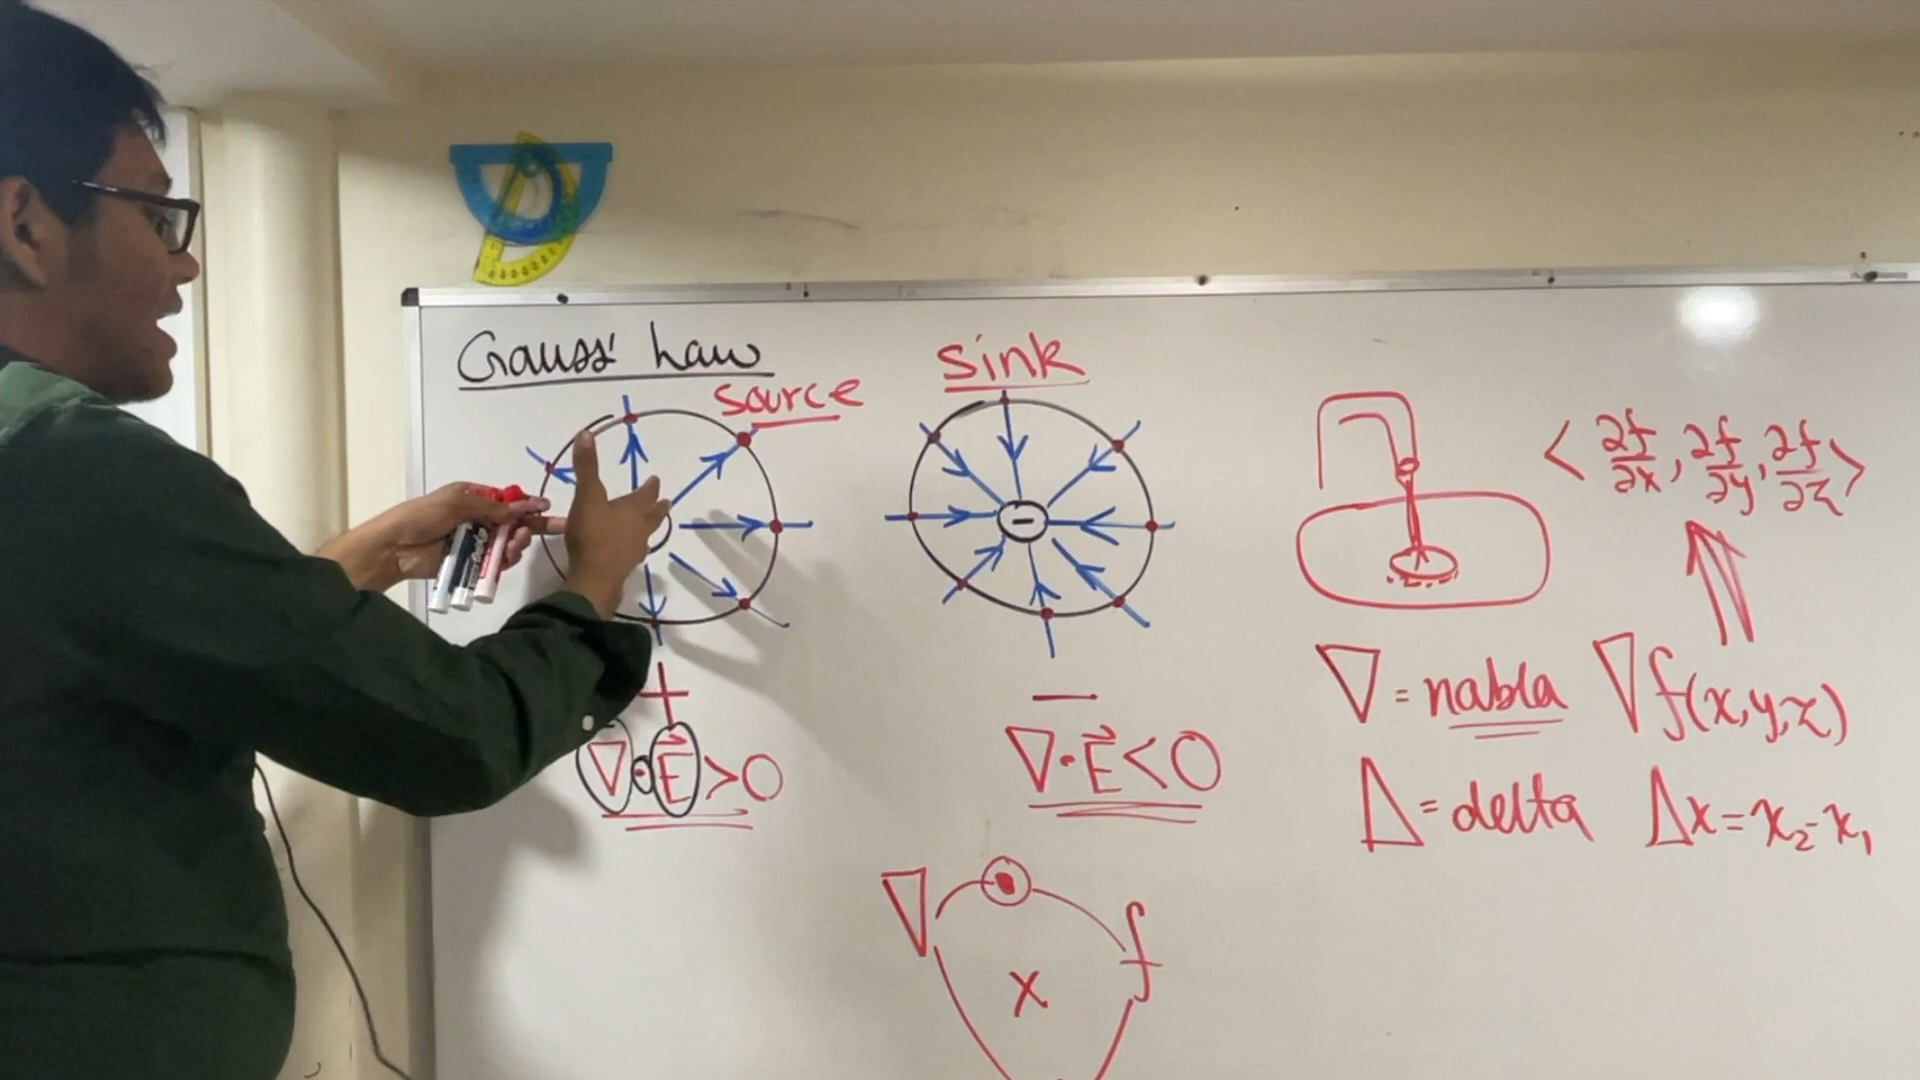 Gauss' Law
source
sink
−
+
∇·E⃗>0
−
∇·E⃗<0
<∂f/∂x, ∂f/∂y, ∂f/∂z>
∇=nabla ∇f(x,y,z)
Δ=delta Δx=x₂-x₁
∇ · f
x